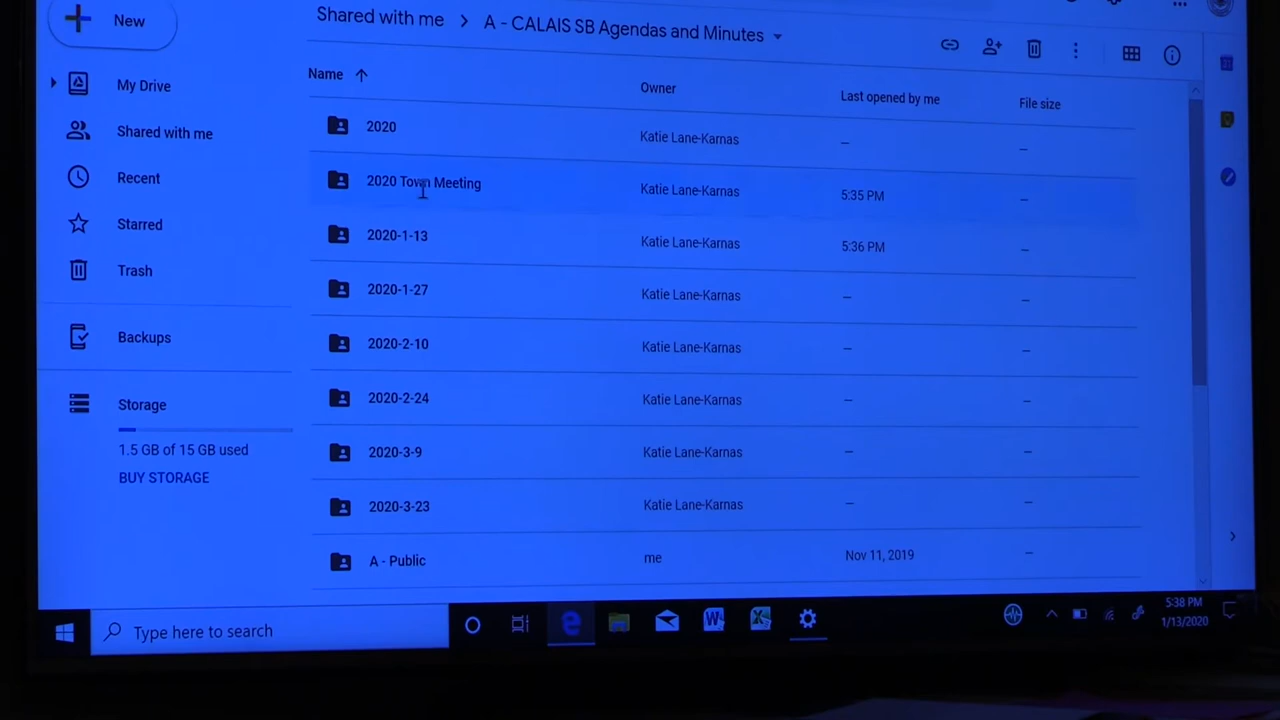 New
Shared with me > A - CALAIS SB Agendas and Minutes
My Drive
Shared with me
Recent
Starred
Trash
Backups
Storage
1.5 GB of 15 GB used
BUY STORAGE
Name Owner Last opened by me File size
2020 Katie Lane-Karnas — —
2020 Town Meeting Katie Lane-Karnas 5:35 PM —
2020-1-13 Katie Lane-Karnas 5:36 PM —
2020-1-27 Katie Lane-Karnas — —
2020-2-10 Katie Lane-Karnas — —
2020-2-24 Katie Lane-Karnas — —
2020-3-9 Katie Lane-Karnas — —
2020-3-23 Katie Lane-Karnas — —
A - Public me Nov 11, 2019 —
Type here to search
5:38 PM
1/13/2020